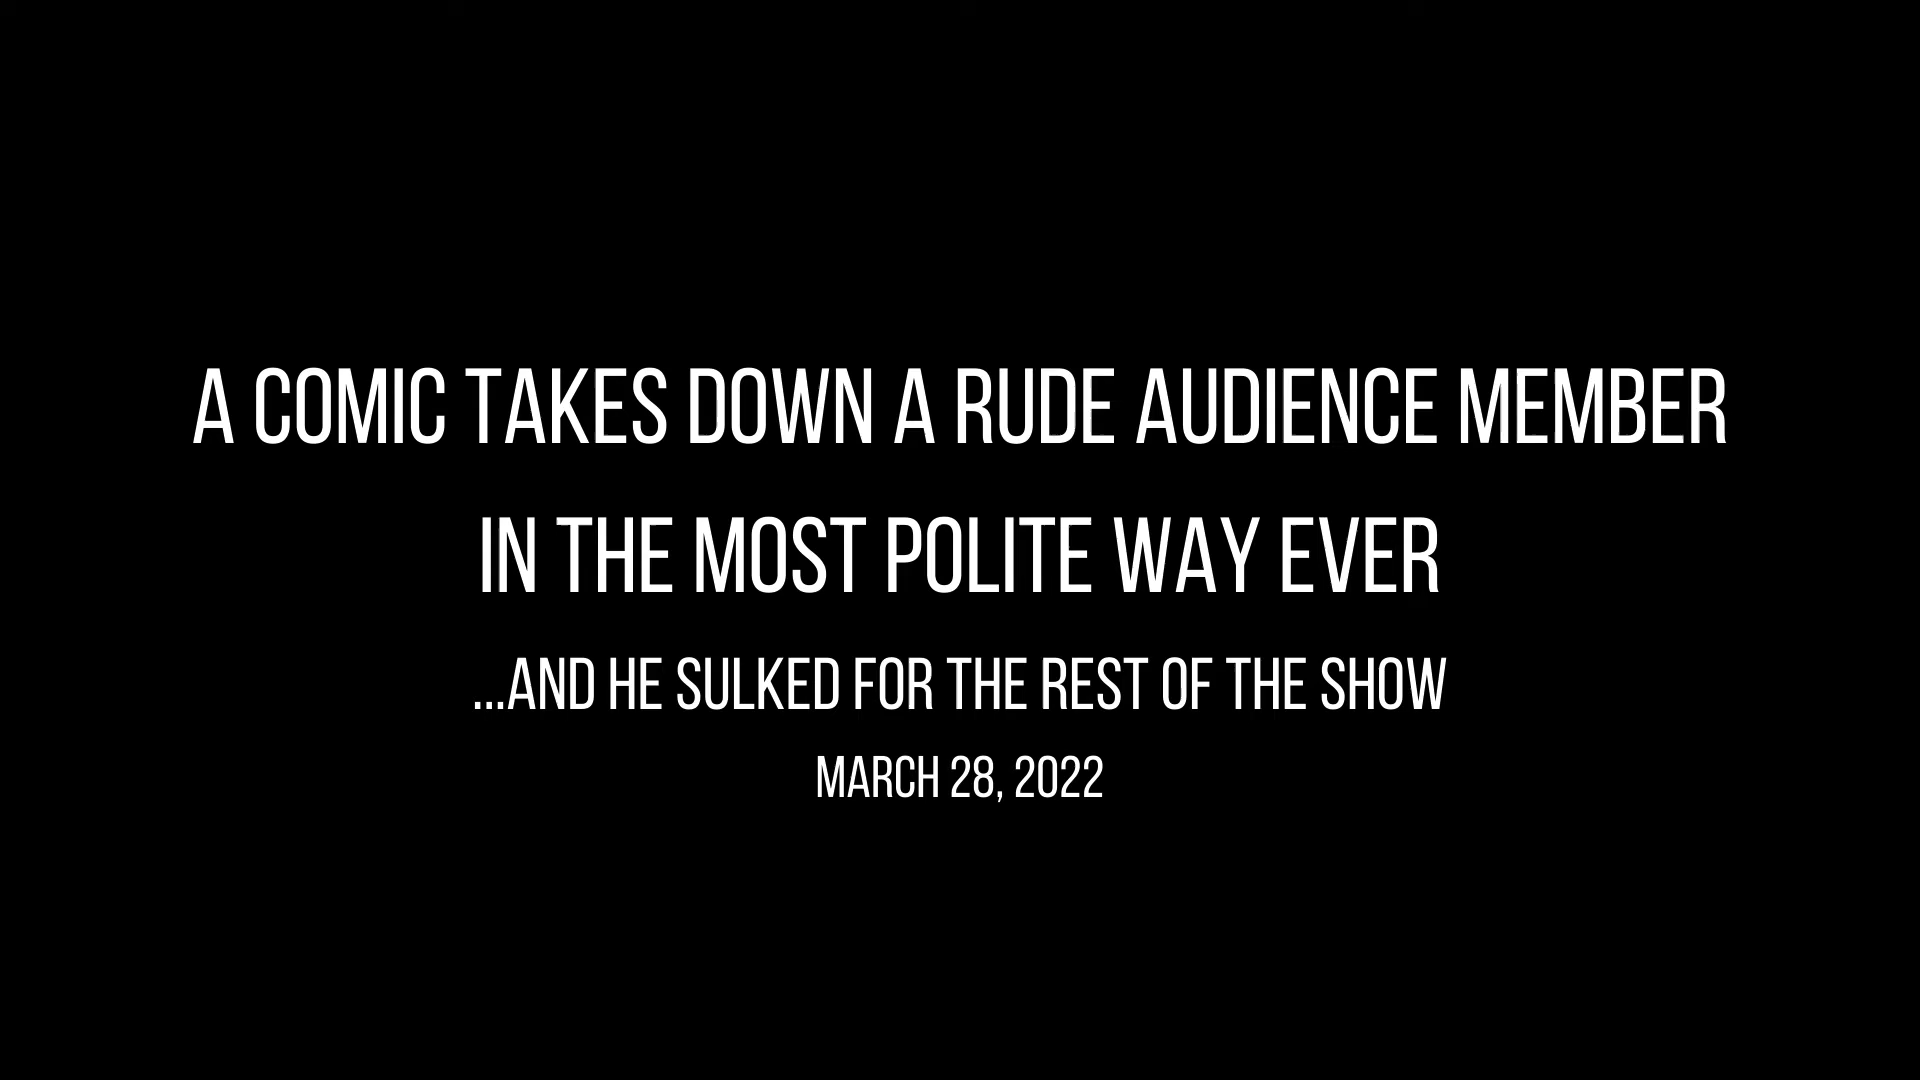 A COMIC TAKES DOWN A RUDE AUDIENCE MEMBER
IN THE MOST POLITE WAY EVER
...AND HE SULKED FOR THE REST OF THE SHOW
MARCH 28, 2022